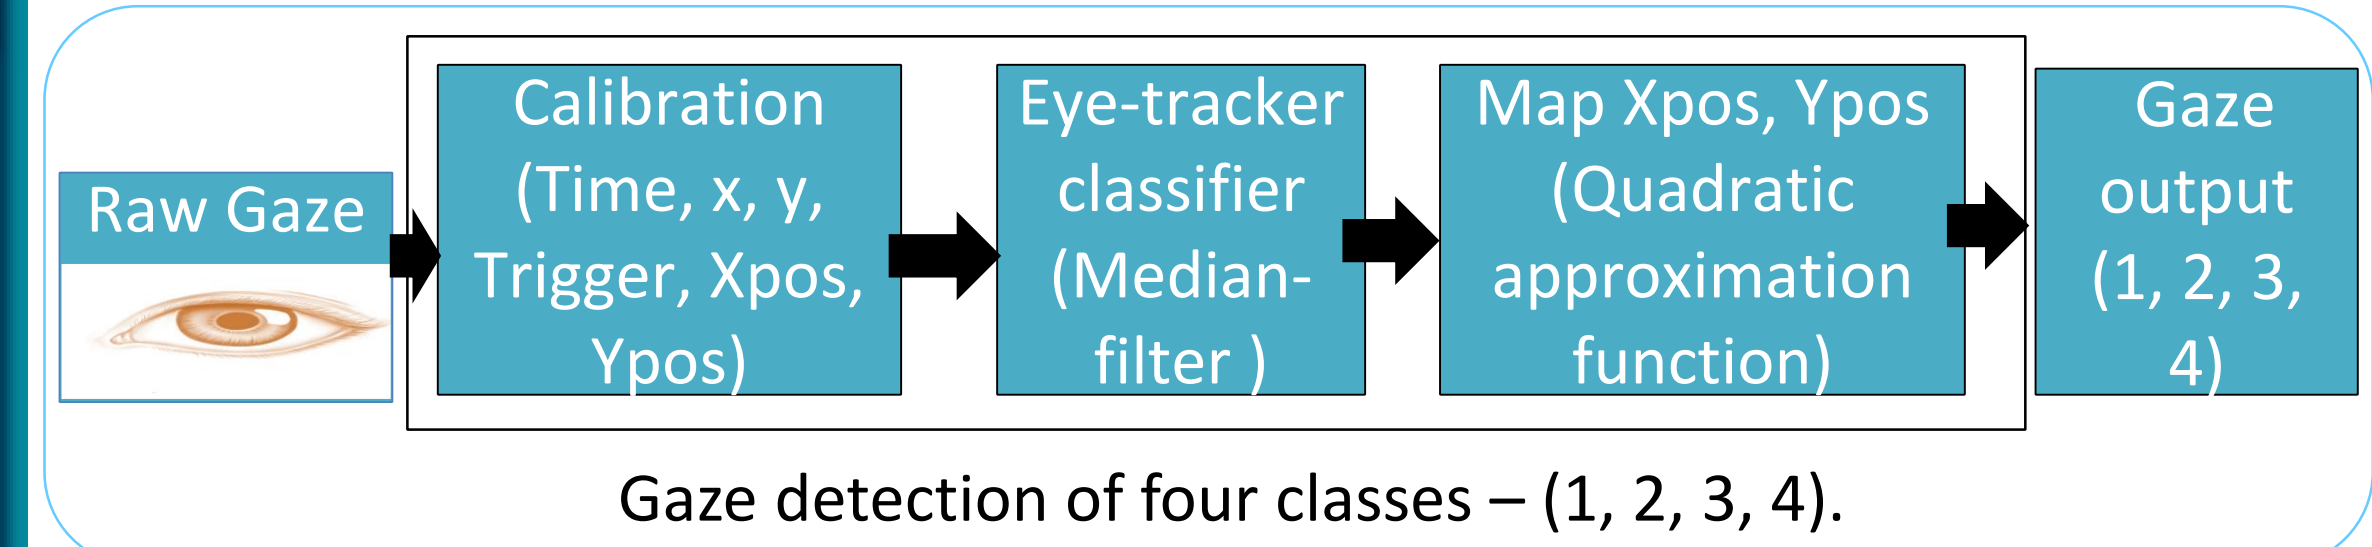 Raw Gaze
Calibration
(Time, x, y,
Trigger, Xpos,
Ypos)
Eye-tracker
classifier
(Median-
filter )
Map Xpos, Ypos
(Quadratic
approximation
function)
Gaze
output
(1, 2, 3,
4)
Gaze detection of four classes – (1, 2, 3, 4).